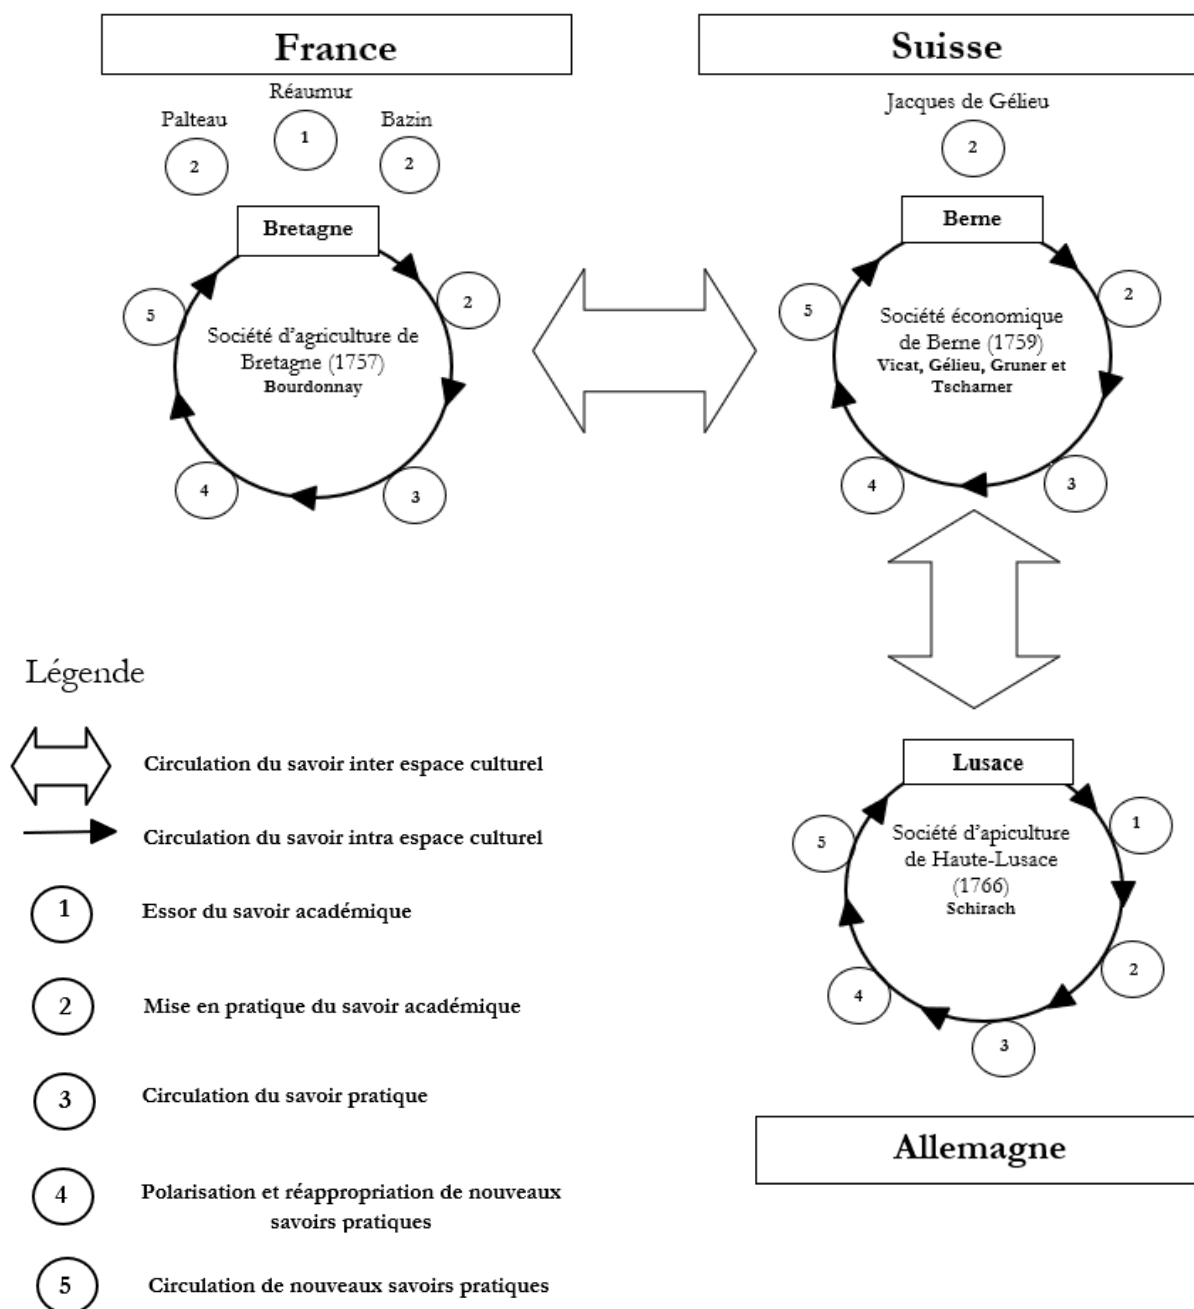 France
Réaumur
Palteau
Bazin
1
2
2
Bretagne
2
5
Société d'agriculture de
Bretagne (1757)
Bourdonnay
4
3
Suisse
Jacques de Gélieu
2
Berne
2
5
Société économique
de Berne (1759)
Vicat, Gélieu, Gruner et
Tscharner
4
3
Lusace
1
5
Société d'apiculture
de Haute-Lusace
(1766)
Schirach
2
4
3
Allemagne
Légende
Circulation du savoir inter espace culturel
Circulation du savoir intra espace culturel
1 Essor du savoir académique
2 Mise en pratique du savoir académique
3 Circulation du savoir pratique
4 Polarisation et réappropriation de nouveaux
savoirs pratiques
5 Circulation de nouveaux savoirs pratiques